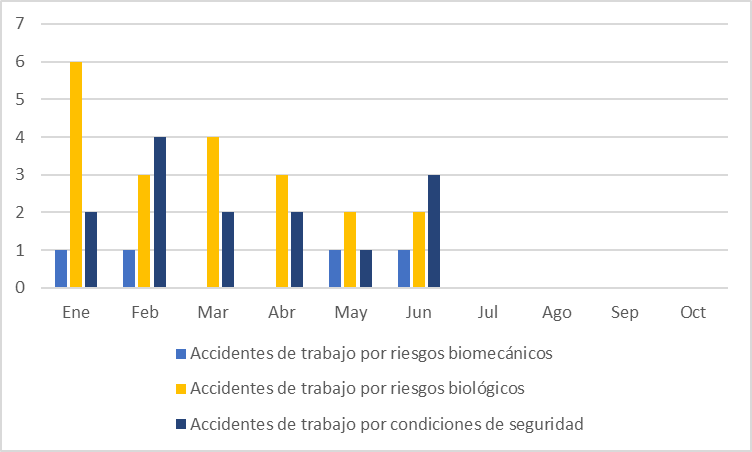 7
6
5
4
3
2
1
0
Ene Feb Mar Abr May Jun Jul Ago Sep Oct
Accidentes de trabajo por riesgos biomecánicos
Accidentes de trabajo por riesgos biológicos
Accidentes de trabajo por condiciones de seguridad